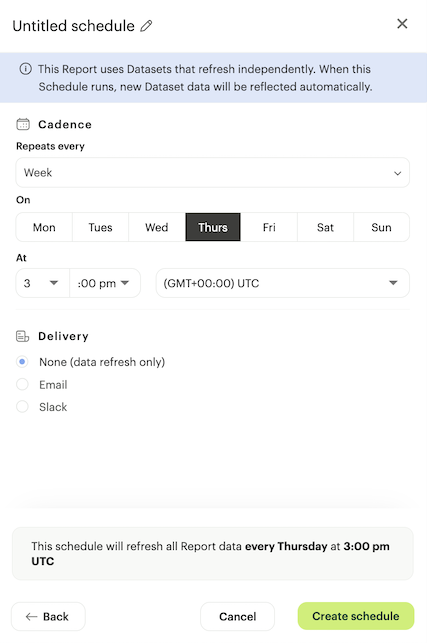 Untitled schedule
This Report uses Datasets that refresh independently. When this
Schedule runs, new Dataset data will be reflected automatically.
Cadence
Repeats every
Week
On
Mon Tues Wed Thurs Fri Sat Sun
At
3 :00 pm (GMT+00:00) UTC
Delivery
None (data refresh only)
Email
Slack
This schedule will refresh all Report data every Thursday at 3:00 pm
UTC
Back Cancel Create schedule